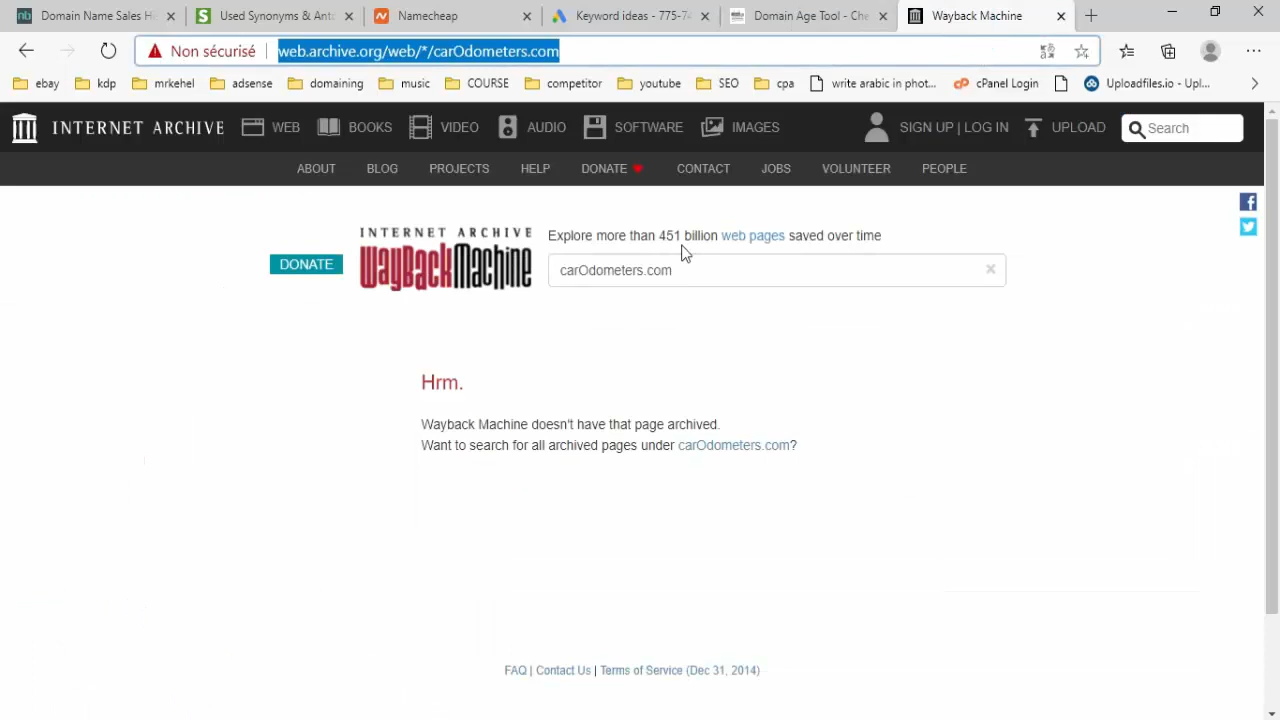 Domain Name Sales H
Used Synonyms & Ant
Namecheap
Keyword ideas - 775-74
Domain Age Tool - Che
Wayback Machine
Non sécurisé
web.archive.org/web/*/carOdometers.com
ebay
kdp
mrkehel
adsense
domaining
music
COURSE
competitor
youtube
SEO
cpa
write arabic in phot...
cPanel Login
Uploadfiles.io - Upl...
INTERNET ARCHIVE
WEB
BOOKS
VIDEO
AUDIO
SOFTWARE
IMAGES
SIGN UP | LOG IN
UPLOAD
Search
ABOUT
BLOG
PROJECTS
HELP
DONATE
CONTACT
JOBS
VOLUNTEER
PEOPLE
DONATE
INTERNET ARCHIVE
WayBackMachine
Explore more than 451 billion web pages saved over time
carOdometers.com
Hrm.
Wayback Machine doesn't have that page archived.
Want to search for all archived pages under carOdometers.com?
FAQ | Contact Us | Terms of Service (Dec 31, 2014)